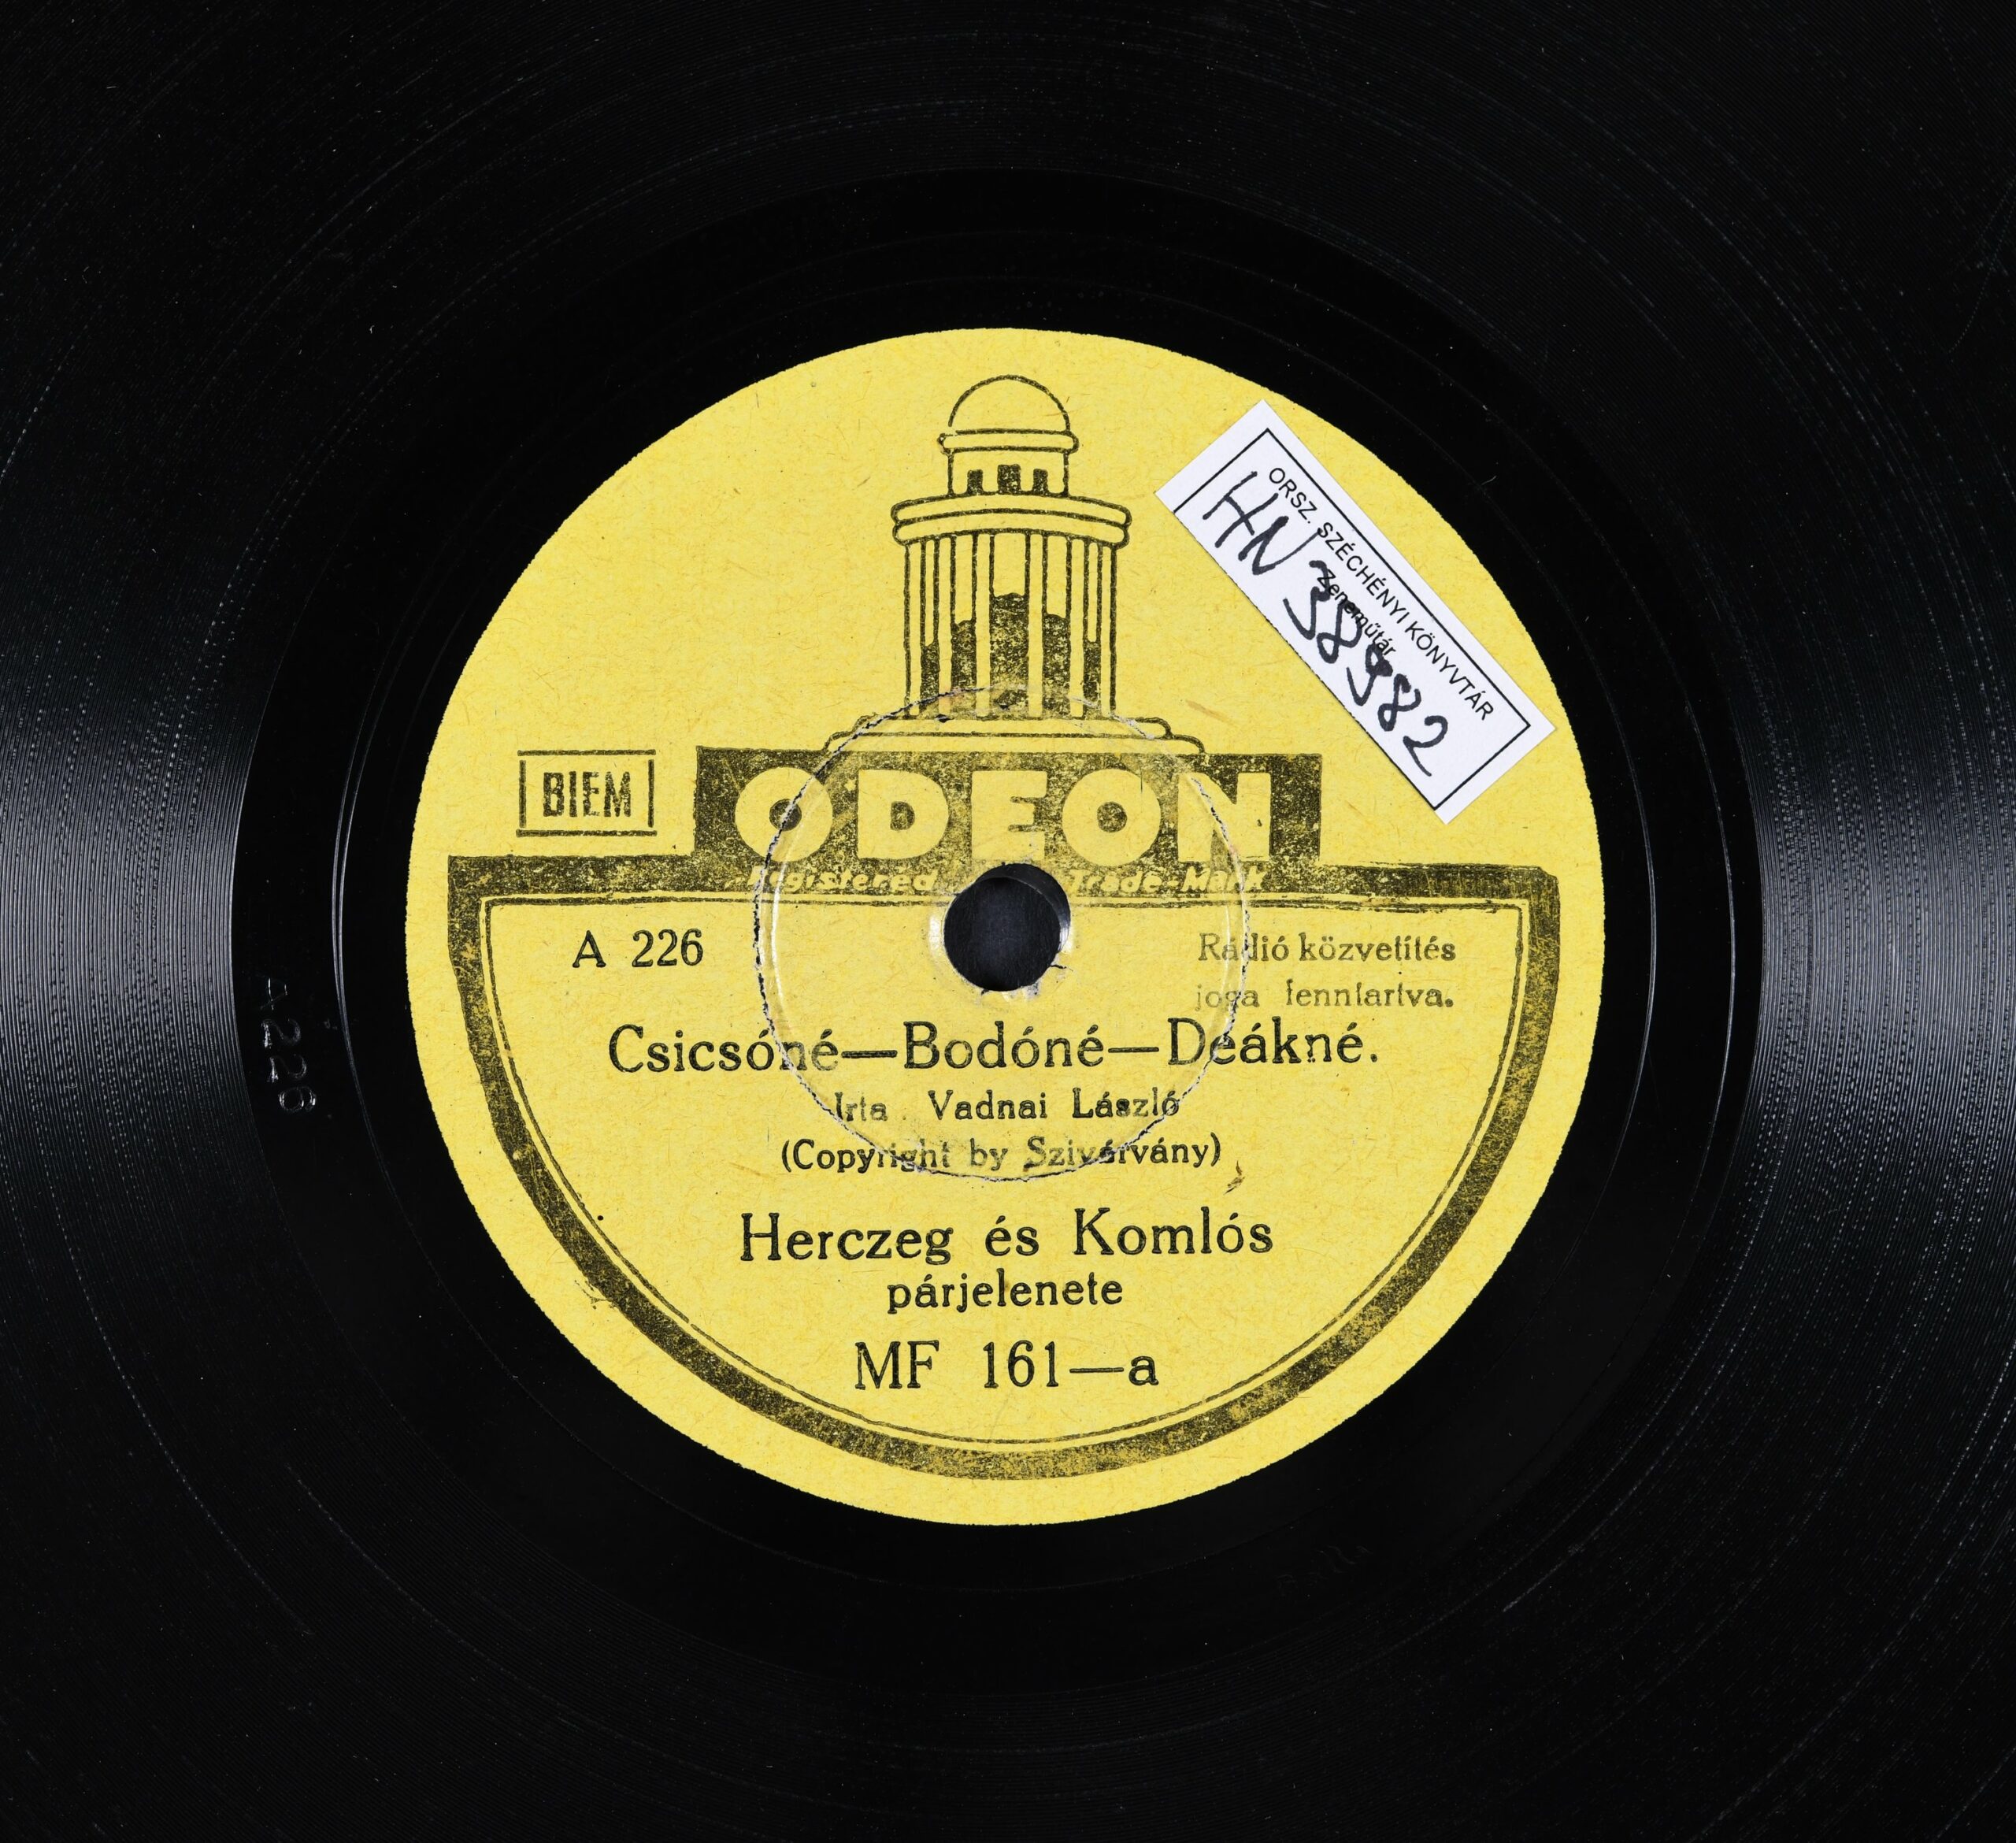 ORSZ. SZÉCHÉNYI KÖNYVTÁR
Zeneműtár
HN 38982
BIEM
ODEON
Registered Trade-Mark
A 226
Rádió közvetítés
joga fenntartva.
Csicsóné—Bodóné—Deákné.
Irta Vadnai László
(Copyright by Szivárvány)
Herczeg és Komlós
párjelenete
MF 161—a
A226